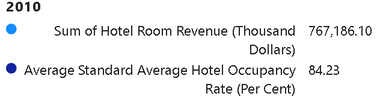 2010
Sum of Hotel Room Revenue (Thousand 767,186.10
Dollars)
Average Standard Average Hotel Occupancy 84.23
Rate (Per Cent)